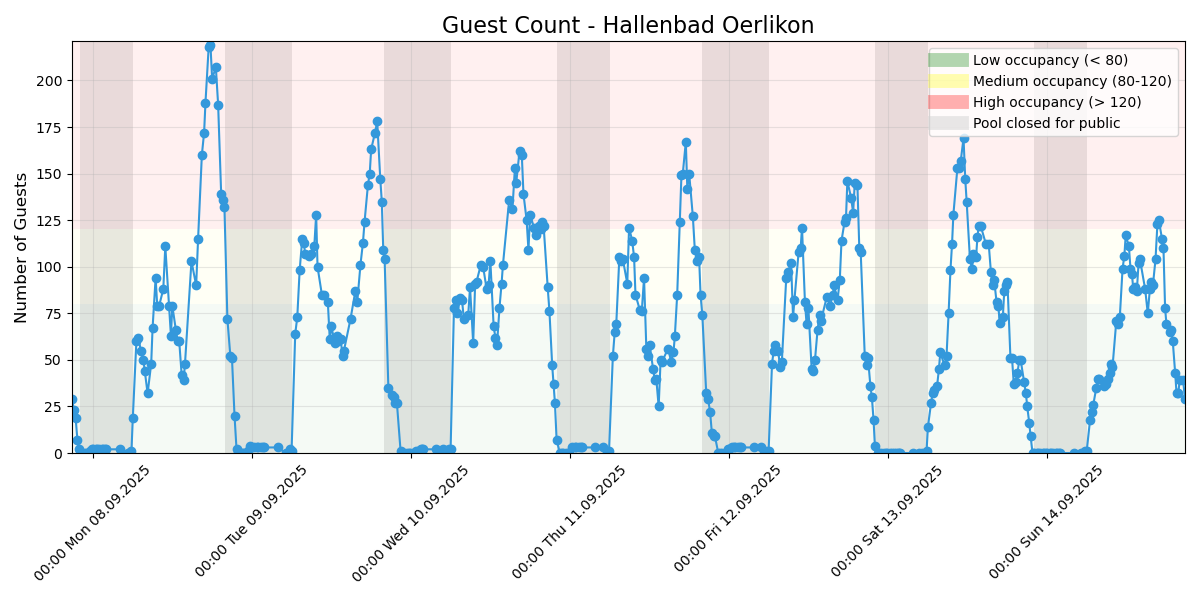 Guest Count - Hallenbad Oerlikon
Low occupancy (< 80)
Medium occupancy (80-120)
High occupancy (> 120)
Pool closed for public
Number of Guests
200
175
150
125
100
75
50
25
0
00:00 Mon 08.09.2025
00:00 Tue 09.09.2025
00:00 Wed 10.09.2025
00:00 Thu 11.09.2025
00:00 Fri 12.09.2025
00:00 Sat 13.09.2025
00:00 Sun 14.09.2025